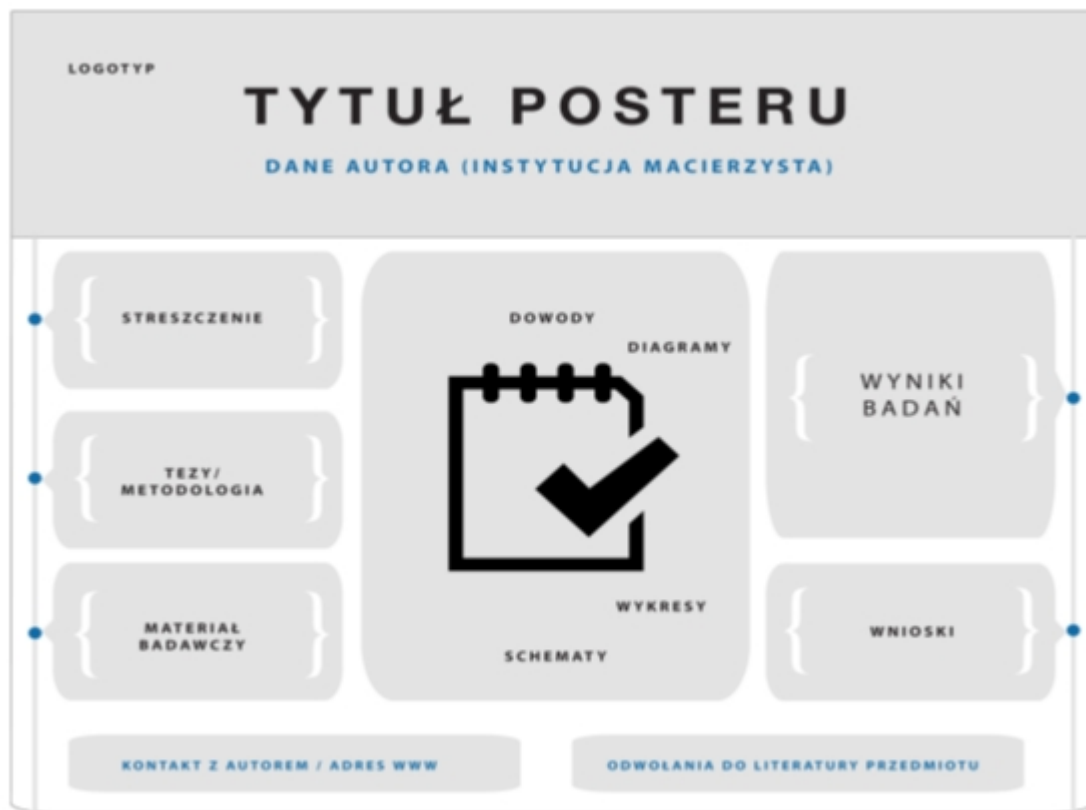 LOGOTYP
TYTUŁ POSTERU
DANE AUTORA (INSTYTUCJA MACIERZYSTA)
STRESZCZENIE
TEZY/
METODOLOGIA
MATERIAŁ
BADAWCZY
DOWODY
DIAGRAMY
WYKRESY
SCHEMATY
WYNIKI
BADAŃ
WNIOSKI
KONTAKT Z AUTOREM / ADRES WWW
ODWOŁANIA DO LITERATURY PRZEDMIOTU